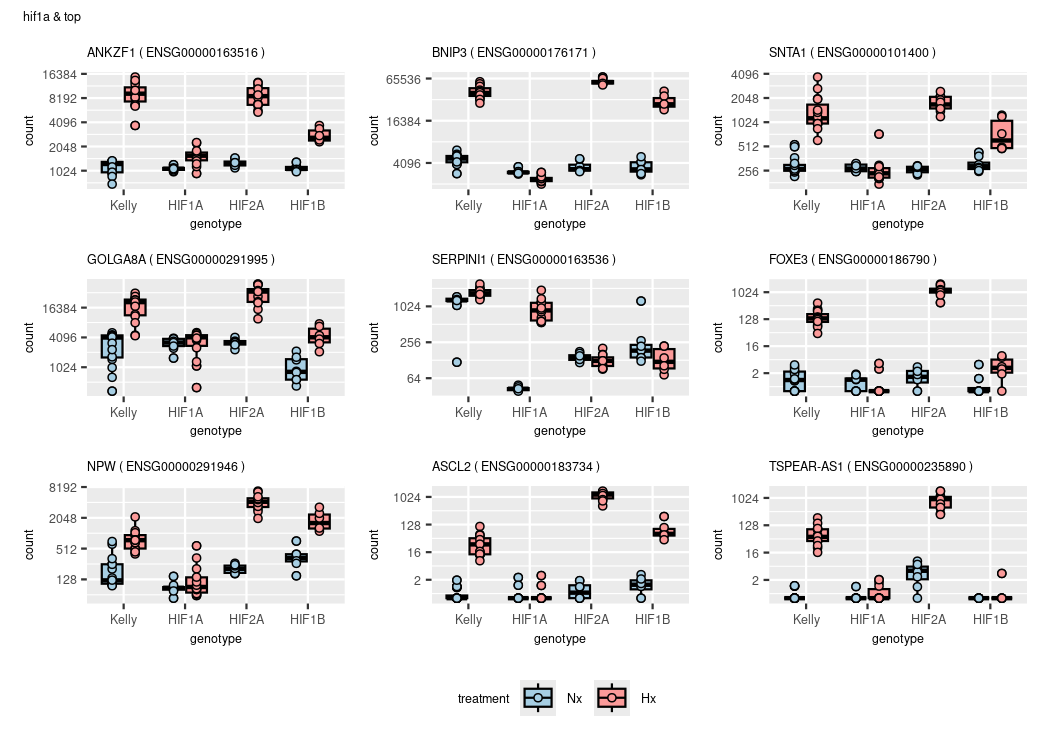 hif1a & top
ANKZF1 ( ENSG00000163516 )
BNIP3 ( ENSG00000176171 )
SNTA1 ( ENSG00000101400 )
count
16384
8192
4096
2048
1024
Kelly HIF1A HIF2A HIF1B
genotype
count
65536
16384
4096
Kelly HIF1A HIF2A HIF1B
genotype
count
4096
2048
1024
512
256
Kelly HIF1A HIF2A HIF1B
genotype
GOLGA8A ( ENSG00000291995 )
SERPINI1 ( ENSG00000163536 )
FOXE3 ( ENSG00000186790 )
count
16384
4096
1024
Kelly HIF1A HIF2A HIF1B
genotype
count
1024
256
64
Kelly HIF1A HIF2A HIF1B
genotype
count
1024
128
16
2
Kelly HIF1A HIF2A HIF1B
genotype
NPW ( ENSG00000291946 )
ASCL2 ( ENSG00000183734 )
TSPEAR-AS1 ( ENSG00000235890 )
count
8192
2048
512
128
Kelly HIF1A HIF2A HIF1B
genotype
count
1024
128
16
2
Kelly HIF1A HIF2A HIF1B
genotype
count
1024
128
16
2
Kelly HIF1A HIF2A HIF1B
genotype
treatment Nx Hx